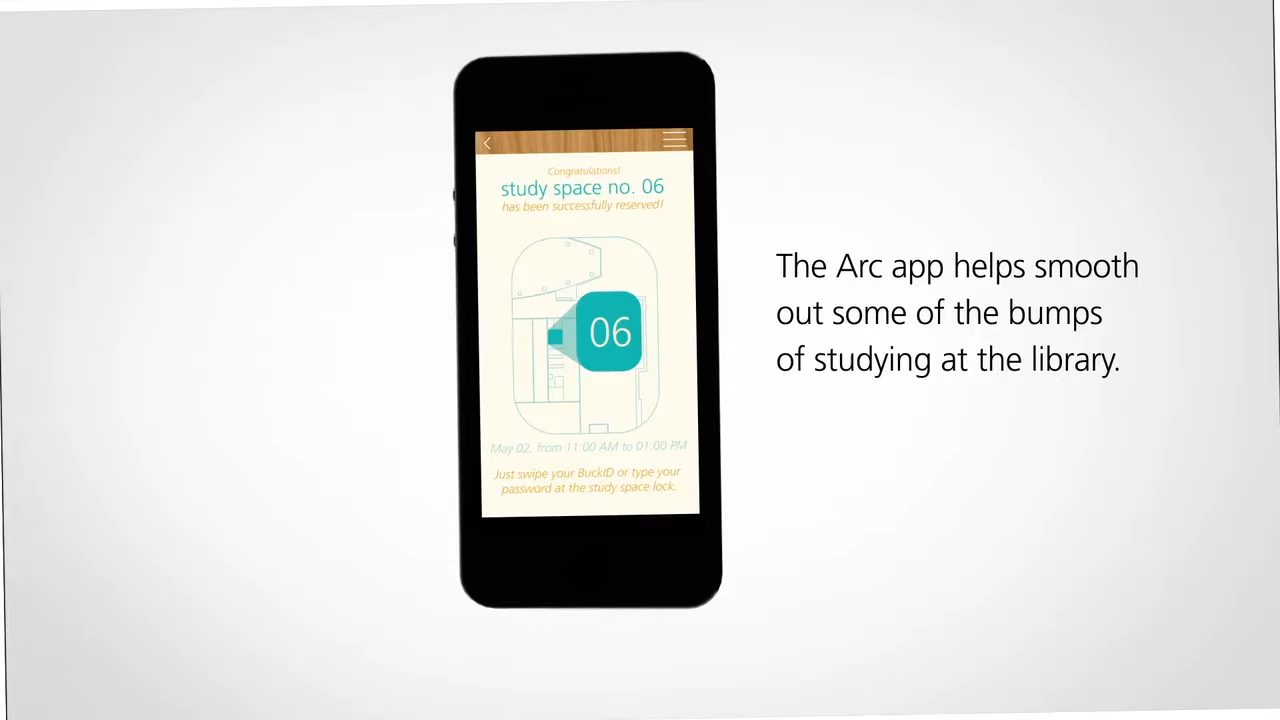 Congratulations!
study space no. 06
has been successfully reserved!
06
May 02, from 11:00 AM to 01:00 PM
Just swipe your BuckID or type your
password at the study space lock.
The Arc app helps smooth
out some of the bumps
of studying at the library.